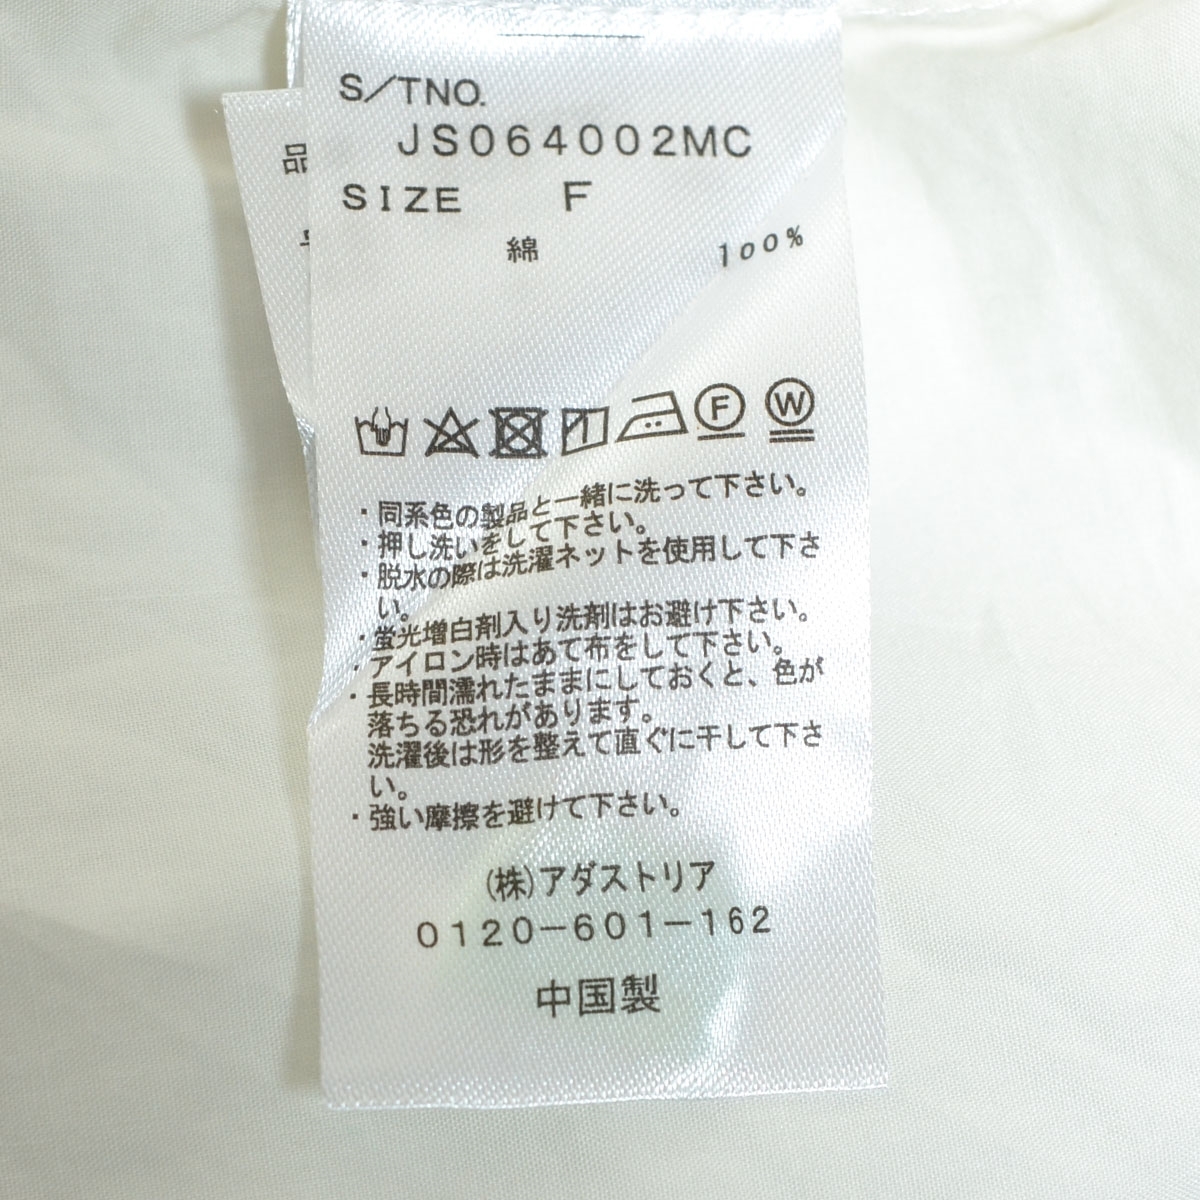 S/TNO.
JS064002MC
品
SIZE F
綿 100%
F W
・同系色の製品と一緒に洗って下さい。
・押し洗いをして下さい。
・脱水の際は洗濯ネットを使用して下さ
い。
・蛍光増白剤入り洗剤はお避け下さい。
・アイロン時はあて布をして下さい。
・長時間濡れたままにしておくと、色が
落ちる恐れがあります。
洗濯後は形を整えて直ぐに干して下さ
い。
・強い摩擦を避けて下さい。
(株)アダストリア
0120-601-162
中国製